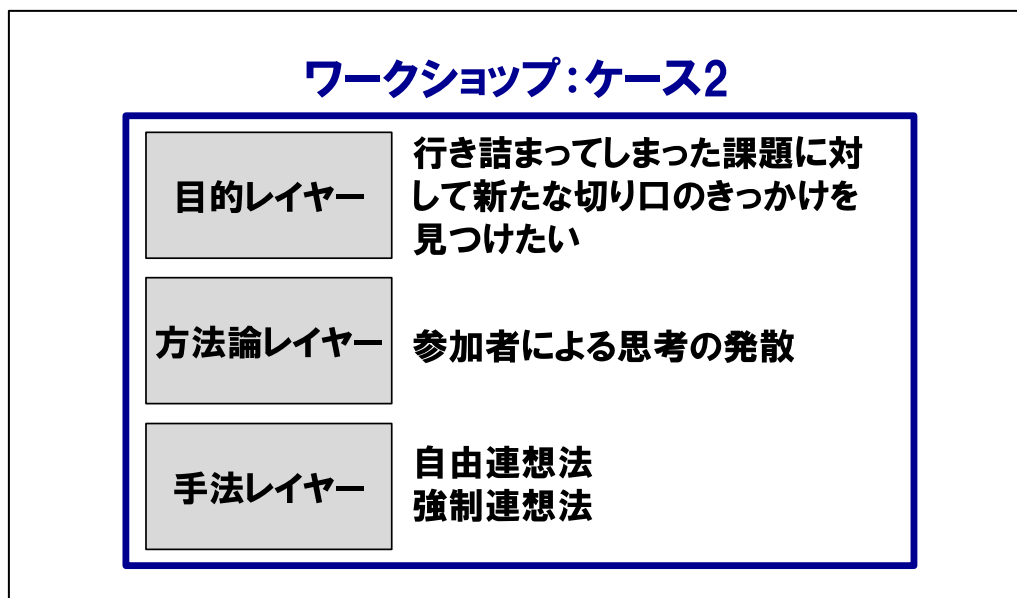 ワークショップ：ケース2
目的レイヤー
行き詰まってしまった課題に対
して新たな切り口のきっかけを
見つけたい
方法論レイヤー
参加者による思考の発散
手法レイヤー
自由連想法
強制連想法